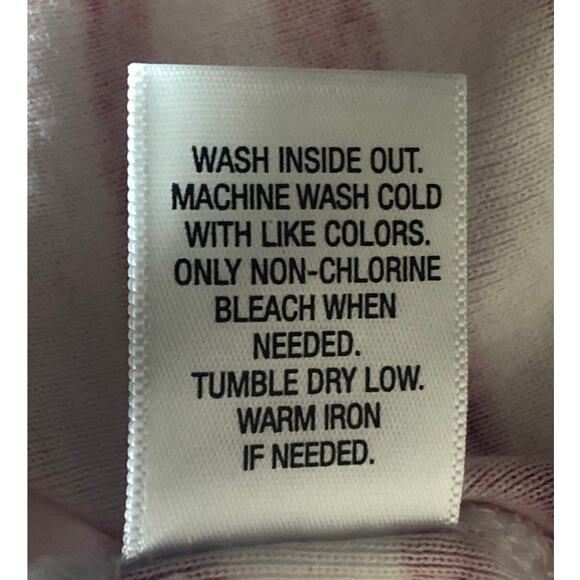 WASH INSIDE OUT.
MACHINE WASH COLD
WITH LIKE COLORS.
ONLY NON-CHLORINE
BLEACH WHEN
NEEDED.
TUMBLE DRY LOW.
WARM IRON
IF NEEDED.